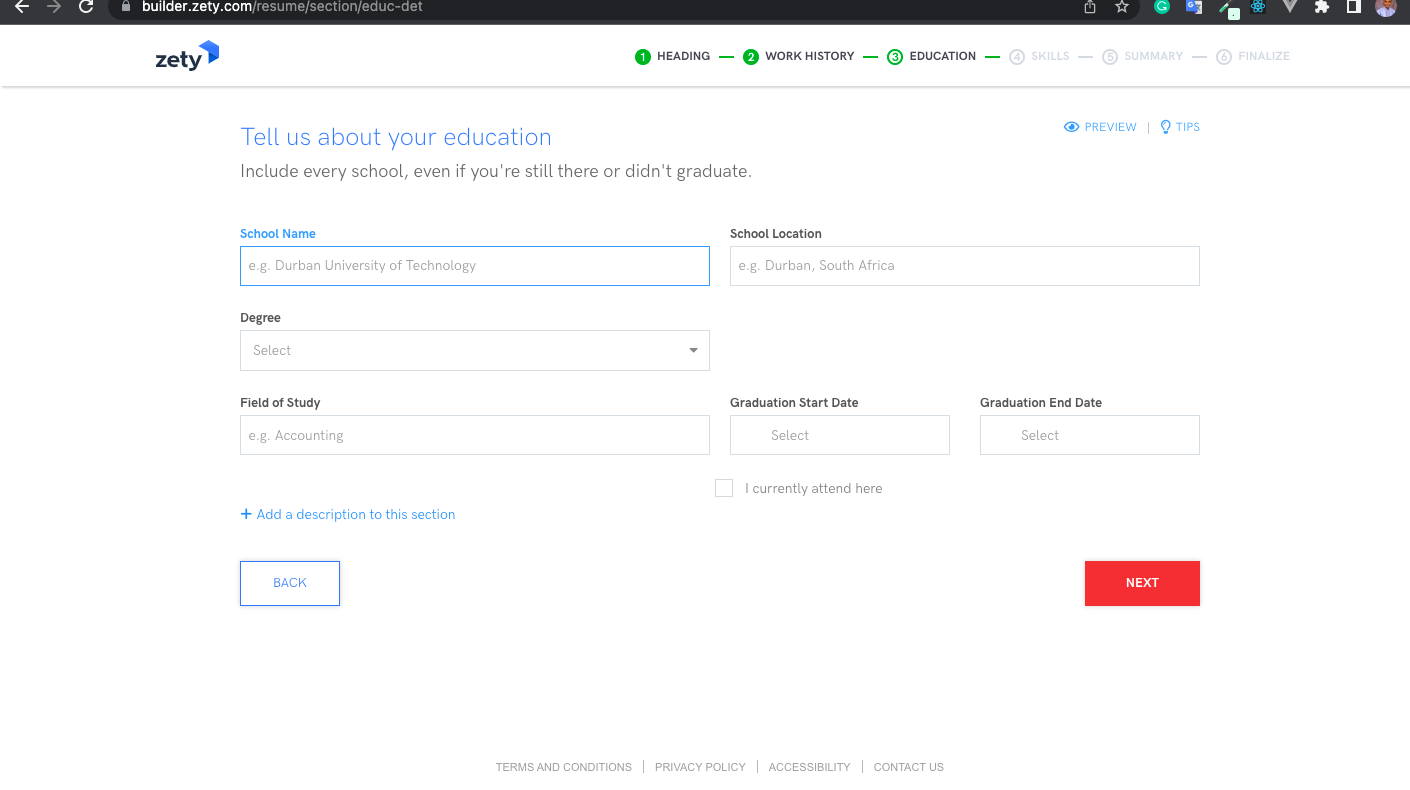 builder.zety.com/resume/section/educ-det
zety
1 HEADING 2 WORK HISTORY 3 EDUCATION 4 SKILLS 5 SUMMARY 6 FINALIZE
PREVIEW | TIPS
Tell us about your education
Include every school, even if you're still there or didn't graduate.
School Name School Location
e.g. Durban University of Technology e.g. Durban, South Africa
Degree
Select
Field of Study Graduation Start Date Graduation End Date
e.g. Accounting Select Select
I currently attend here
+ Add a description to this section
BACK NEXT
TERMS AND CONDITIONS | PRIVACY POLICY | ACCESSIBILITY | CONTACT US